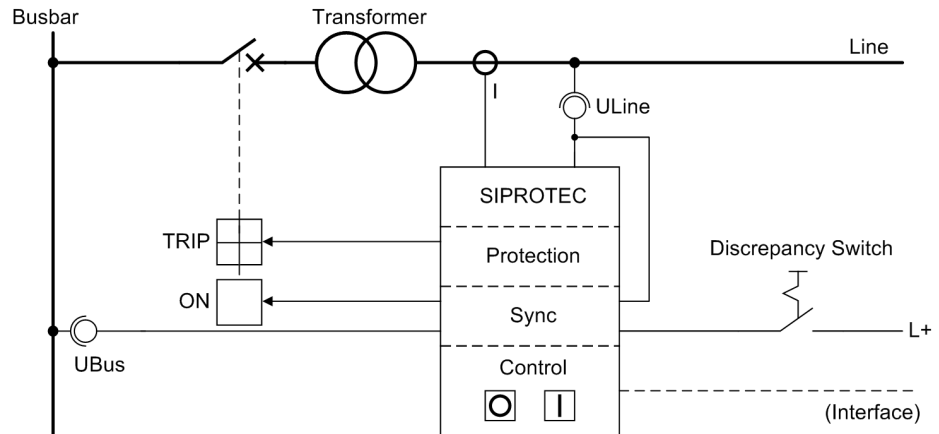 Busbar
Transformer
Line
I
ULine
SIPROTEC
TRIP
Protection
Discrepancy Switch
ON
Sync
L+
UBus
Control
(Interface)